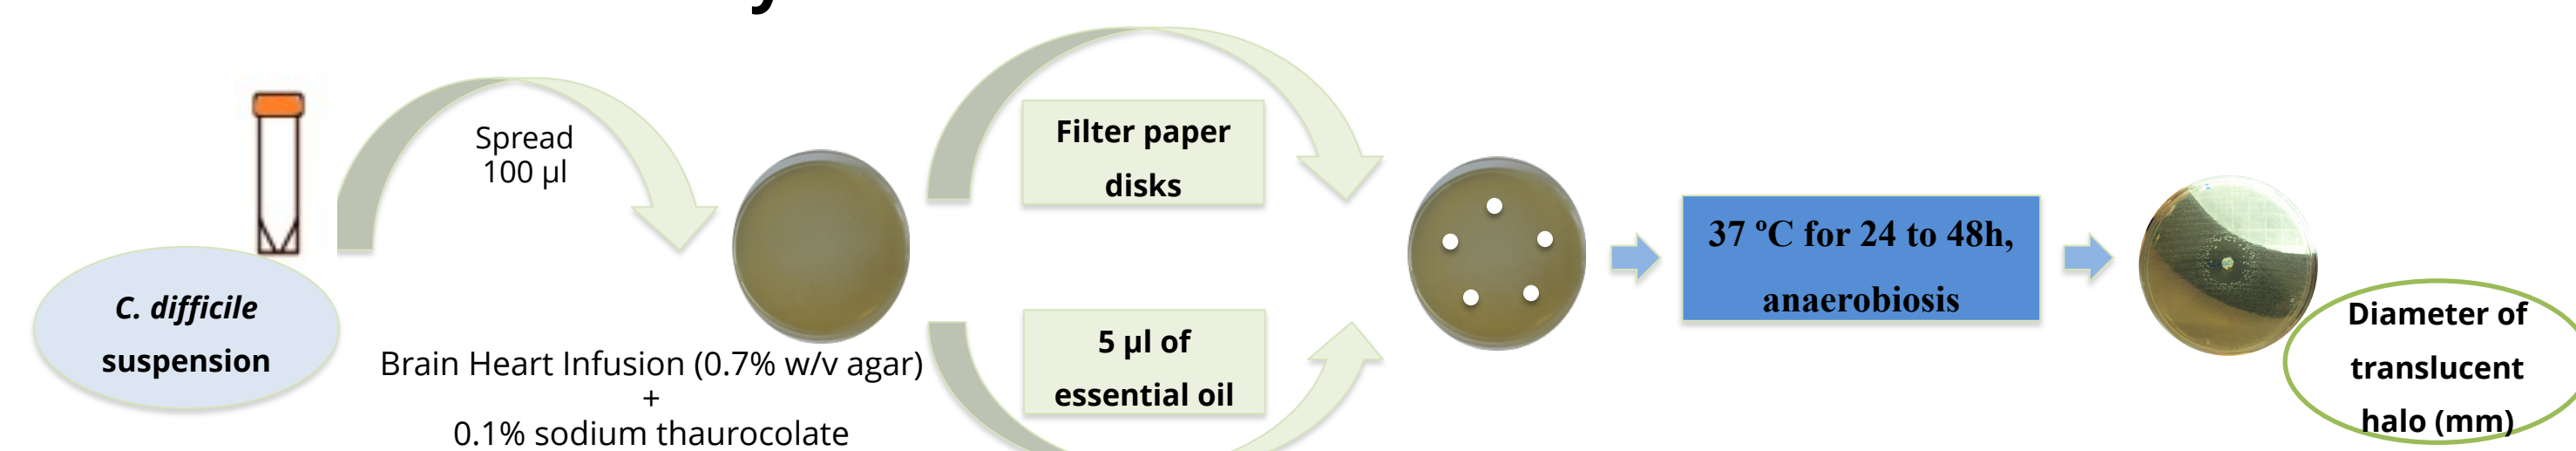 Spread
100 µl
C. difficile
suspension
Brain Heart Infusion (0.7% w/v agar)
+
0.1% sodium thaurocolate
Filter paper
disks
5 µl of
essential oil
37 ºC for 24 to 48h,
anaerobiosis
Diameter of
translucent
halo (mm)